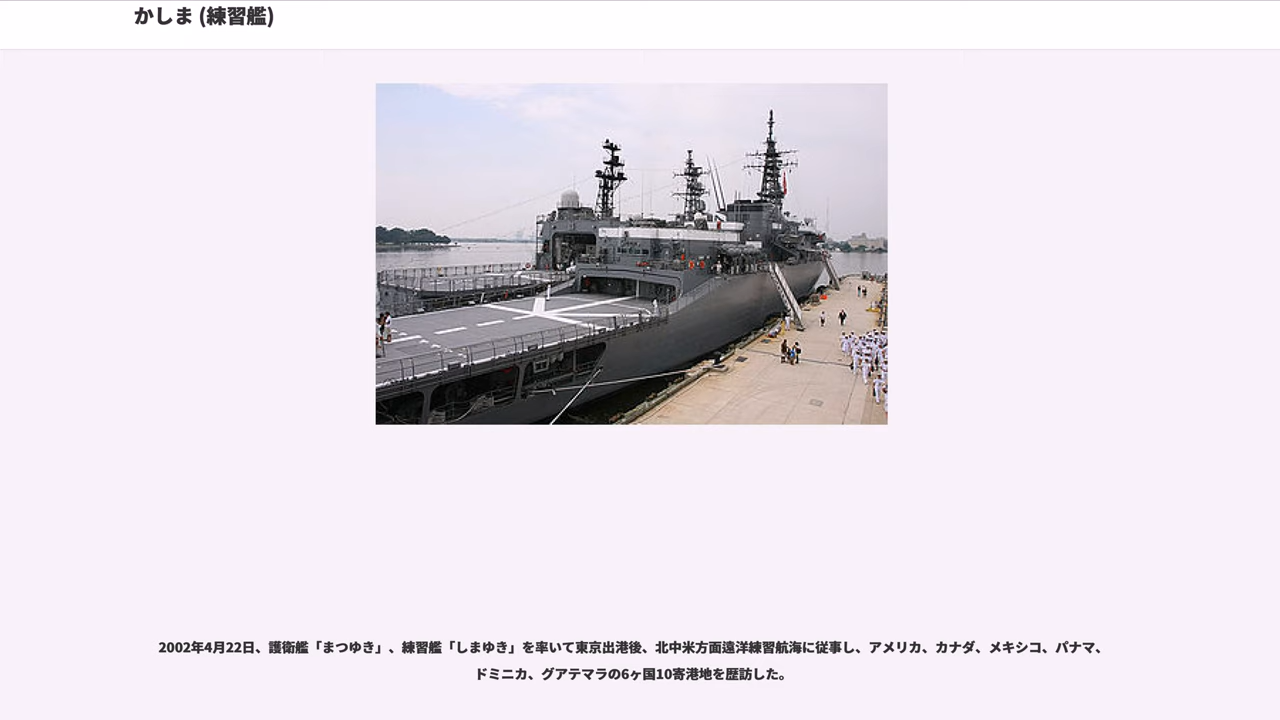 かしま (練習艦)
2002年4月22日、護衛艦「まつゆき」、練習艦「しまゆき」を率いて東京出港後、北中米方面遠洋練習航海に従事し、アメリカ、カナダ、メキシコ、パナマ、
ドミニカ、グアテマラの6ヶ国10寄港地を歴訪した。